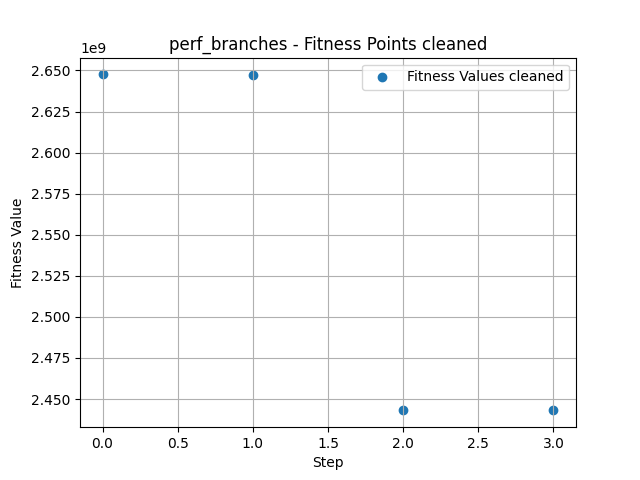 perf_branches - Fitness Points cleaned
1e9
Fitness Values cleaned
2.650
2.625
2.600
2.575
2.550
2.525
2.500
2.475
2.450
Fitness Value
0.0 0.5 1.0 1.5 2.0 2.5 3.0
Step